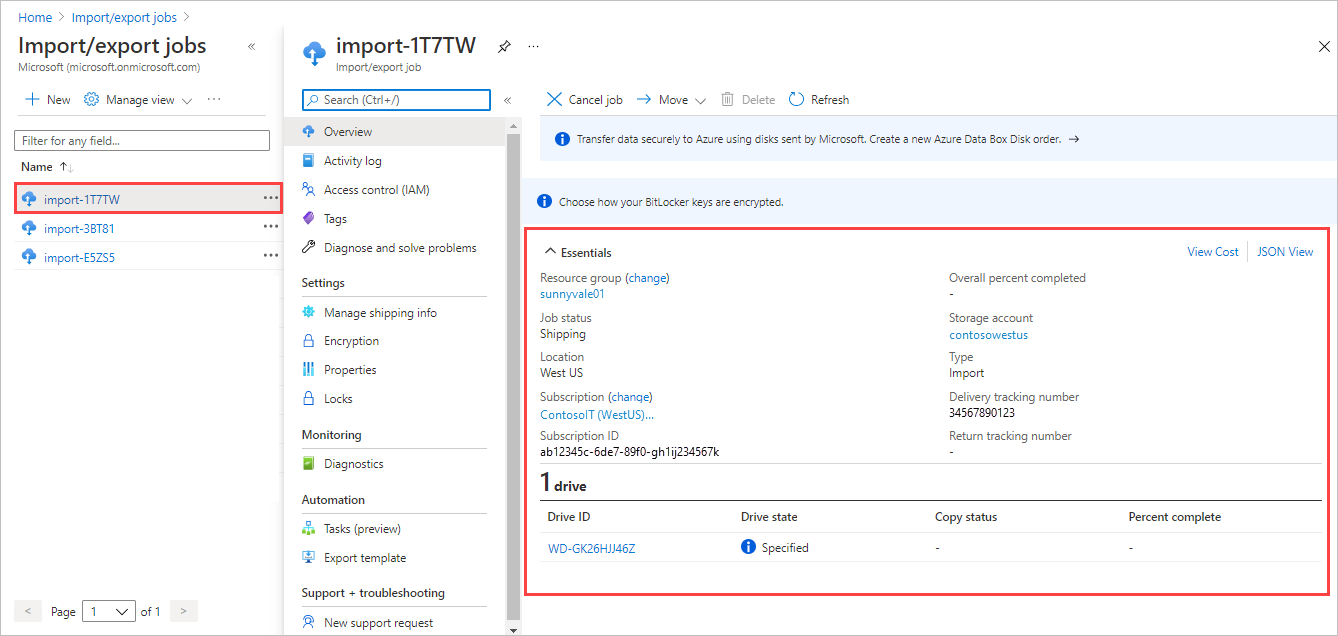 Home > Import/export jobs >
Import/export jobs «
Microsoft (microsoft.onmicrosoft.com)
+ New Manage view ···
Filter for any field...
Name ↑↓
import-1T7TW ···
import-3BT81 ···
import-E5ZS5 ···
< Page 1 of 1 >
import-1T7TW ···
Import/export job
Search (Ctrl+/) «
Overview
Activity log
Access control (IAM)
Tags
Diagnose and solve problems
Settings
Manage shipping info
Encryption
Properties
Locks
Monitoring
Diagnostics
Automation
Tasks (preview)
Export template
Support + troubleshooting
New support request
Cancel job → Move Delete Refresh
Transfer data securely to Azure using disks sent by Microsoft. Create a new Azure Data Box Disk order. →
Choose how your BitLocker keys are encrypted.
Essentials View Cost JSON View
Resource group (change)
sunnyvale01
Job status
Shipping
Location
West US
Subscription (change)
ContosoIT (WestUS)...
Subscription ID
ab12345c-6de7-89f0-gh1ij234567k
Overall percent completed
-
Storage account
contosowestus
Type
Import
Delivery tracking number
34567890123
Return tracking number
-
1 drive
Drive ID Drive state Copy status Percent complete
WD-GK26HJJ46Z Specified - -